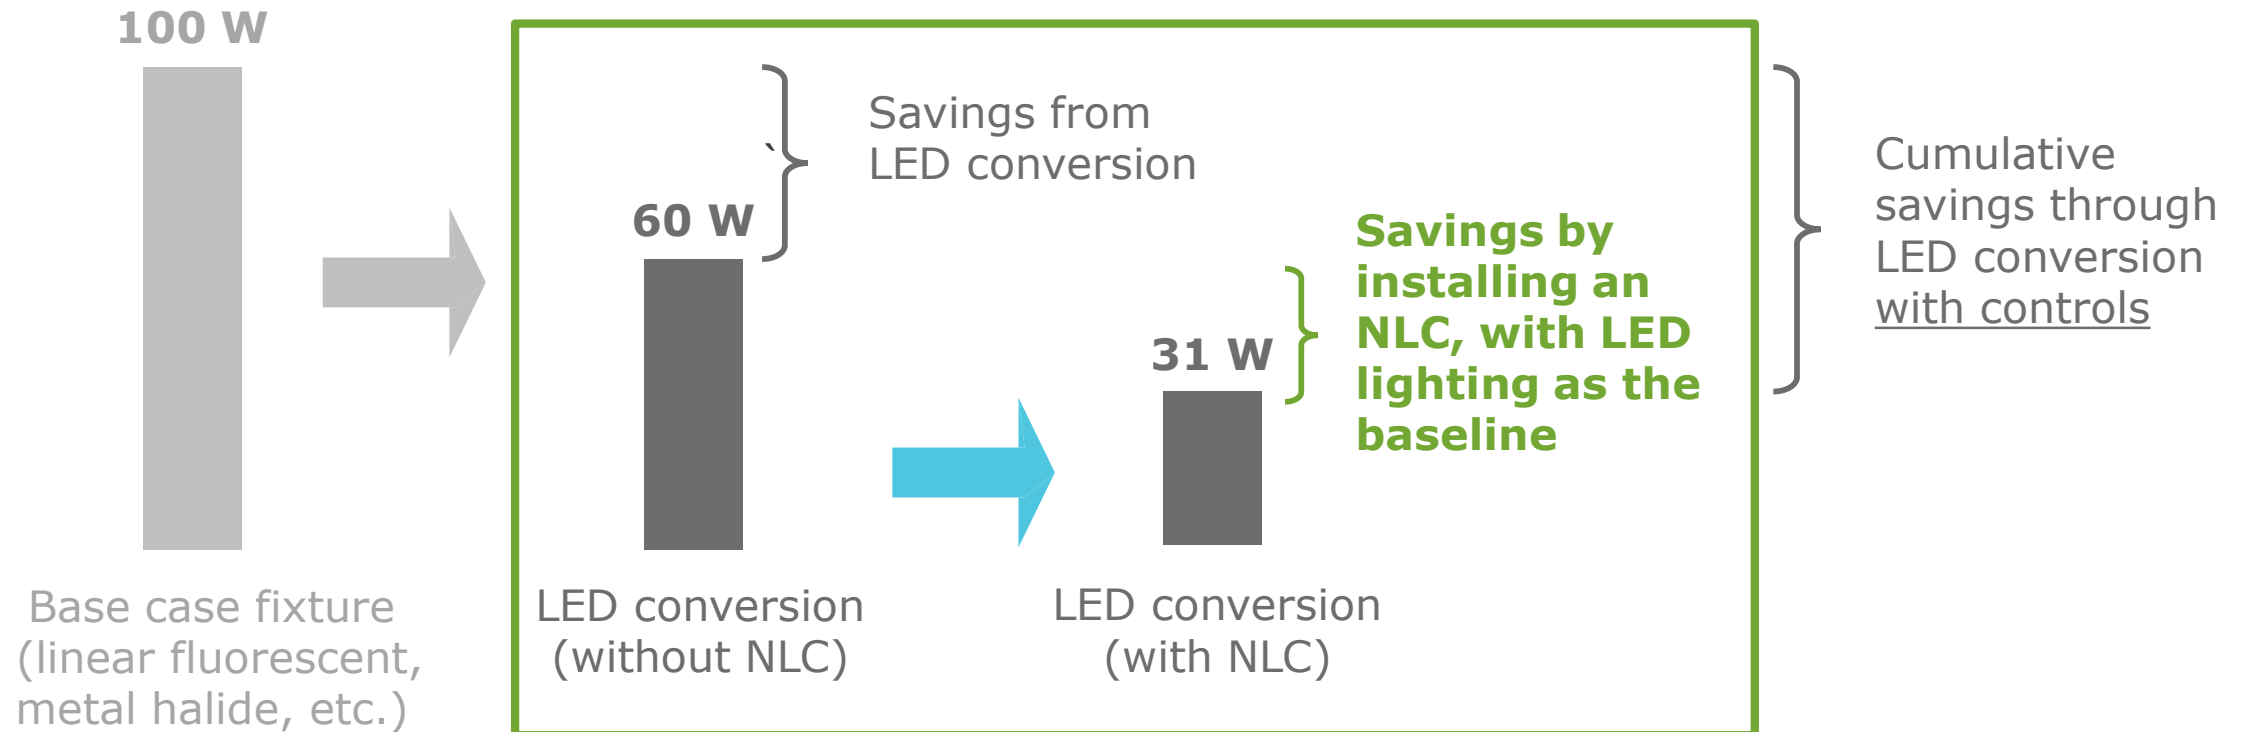 100 W
Base case fixture
(linear fluorescent,
metal halide, etc.)
60 W
LED conversion
(without NLC)
`
Savings from
LED conversion
31 W
LED conversion
(with NLC)
Savings by
installing an
NLC, with LED
lighting as the
baseline
Cumulative
savings through
LED conversion
with controls